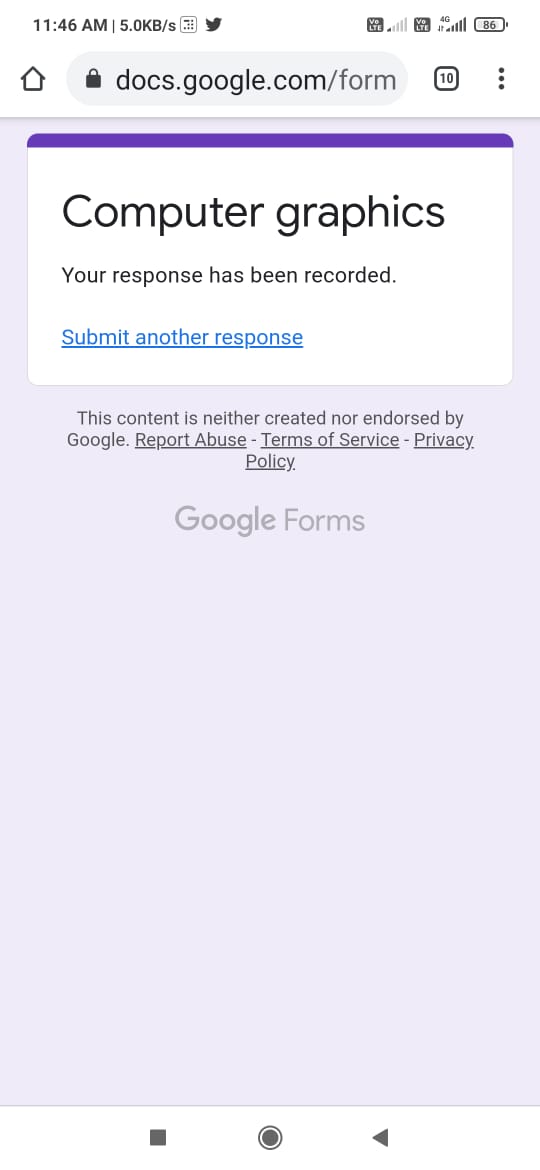 11:46 AM | 5.0KB/s
Vo LTE Vo LTE 4G 86
docs.google.com/form
10
Computer graphics
Your response has been recorded.
Submit another response
This content is neither created nor endorsed by
Google. Report Abuse - Terms of Service - Privacy
Policy
Google Forms